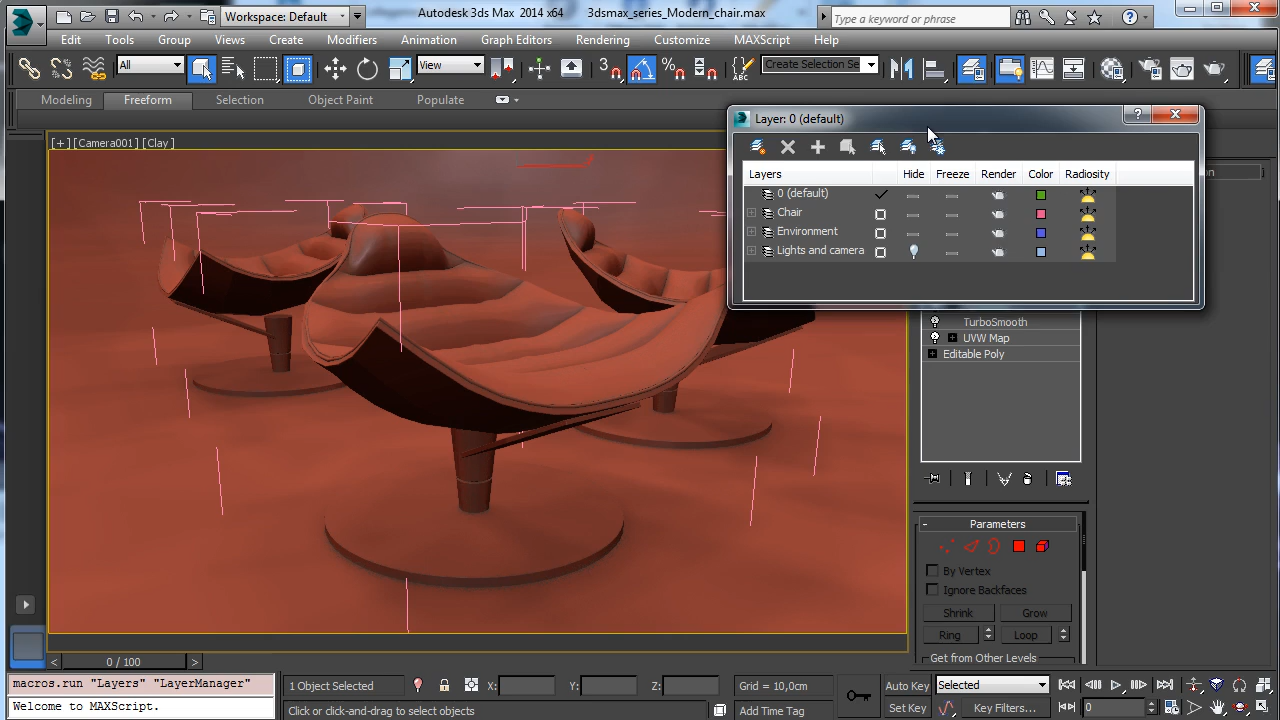 Workspace: Default
Autodesk 3ds Max 2014 x64 3dsmax_series_Modern_chair.max
Type a keyword or phrase
Edit Tools Group Views Create Modifiers Animation Graph Editors Rendering Customize MAXScript Help
All
View
3
%
ABC
Create Selection Se
Modeling Freeform Selection Object Paint Populate
[+][Camera001][Clay]
Layer: 0 (default)
?
Layers Hide Freeze Render Color Radiosity
0 (default)
Chair
Environment
Lights and camera
TurboSmooth
UVW Map
Editable Poly
- Parameters
By Vertex
Ignore Backfaces
Shrink Grow
Ring Loop
Get from Other Levels
< 0 / 100 >
macros.run "Layers" "LayerManager"
Welcome to MAXScript.
1 Object Selected
X: Y: Z:
Grid = 10,0cm
Auto Key Selected
Click or click-and-drag to select objects
Add Time Tag
Set Key Key Filters...
0